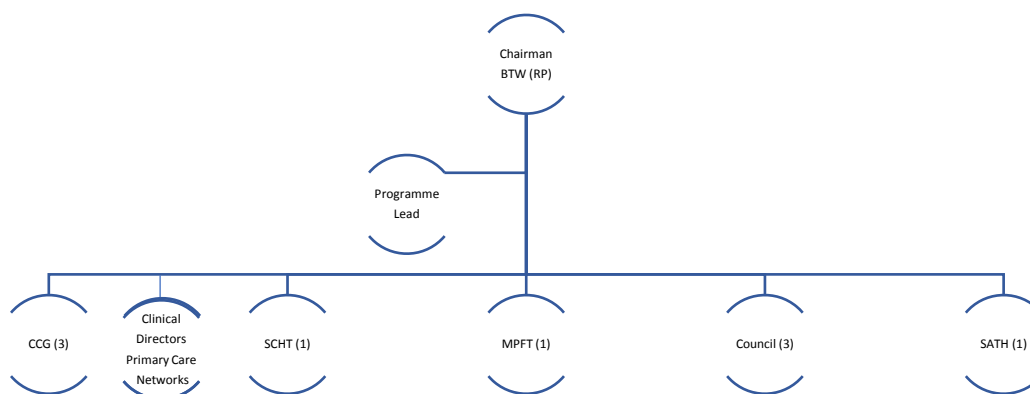 Chairman
BTW (RP)
Programme
Lead
CCG (3)
Clinical
Directors
Primary Care
Networks
SCHT (1)
MPFT (1)
Council (3)
SATH (1)